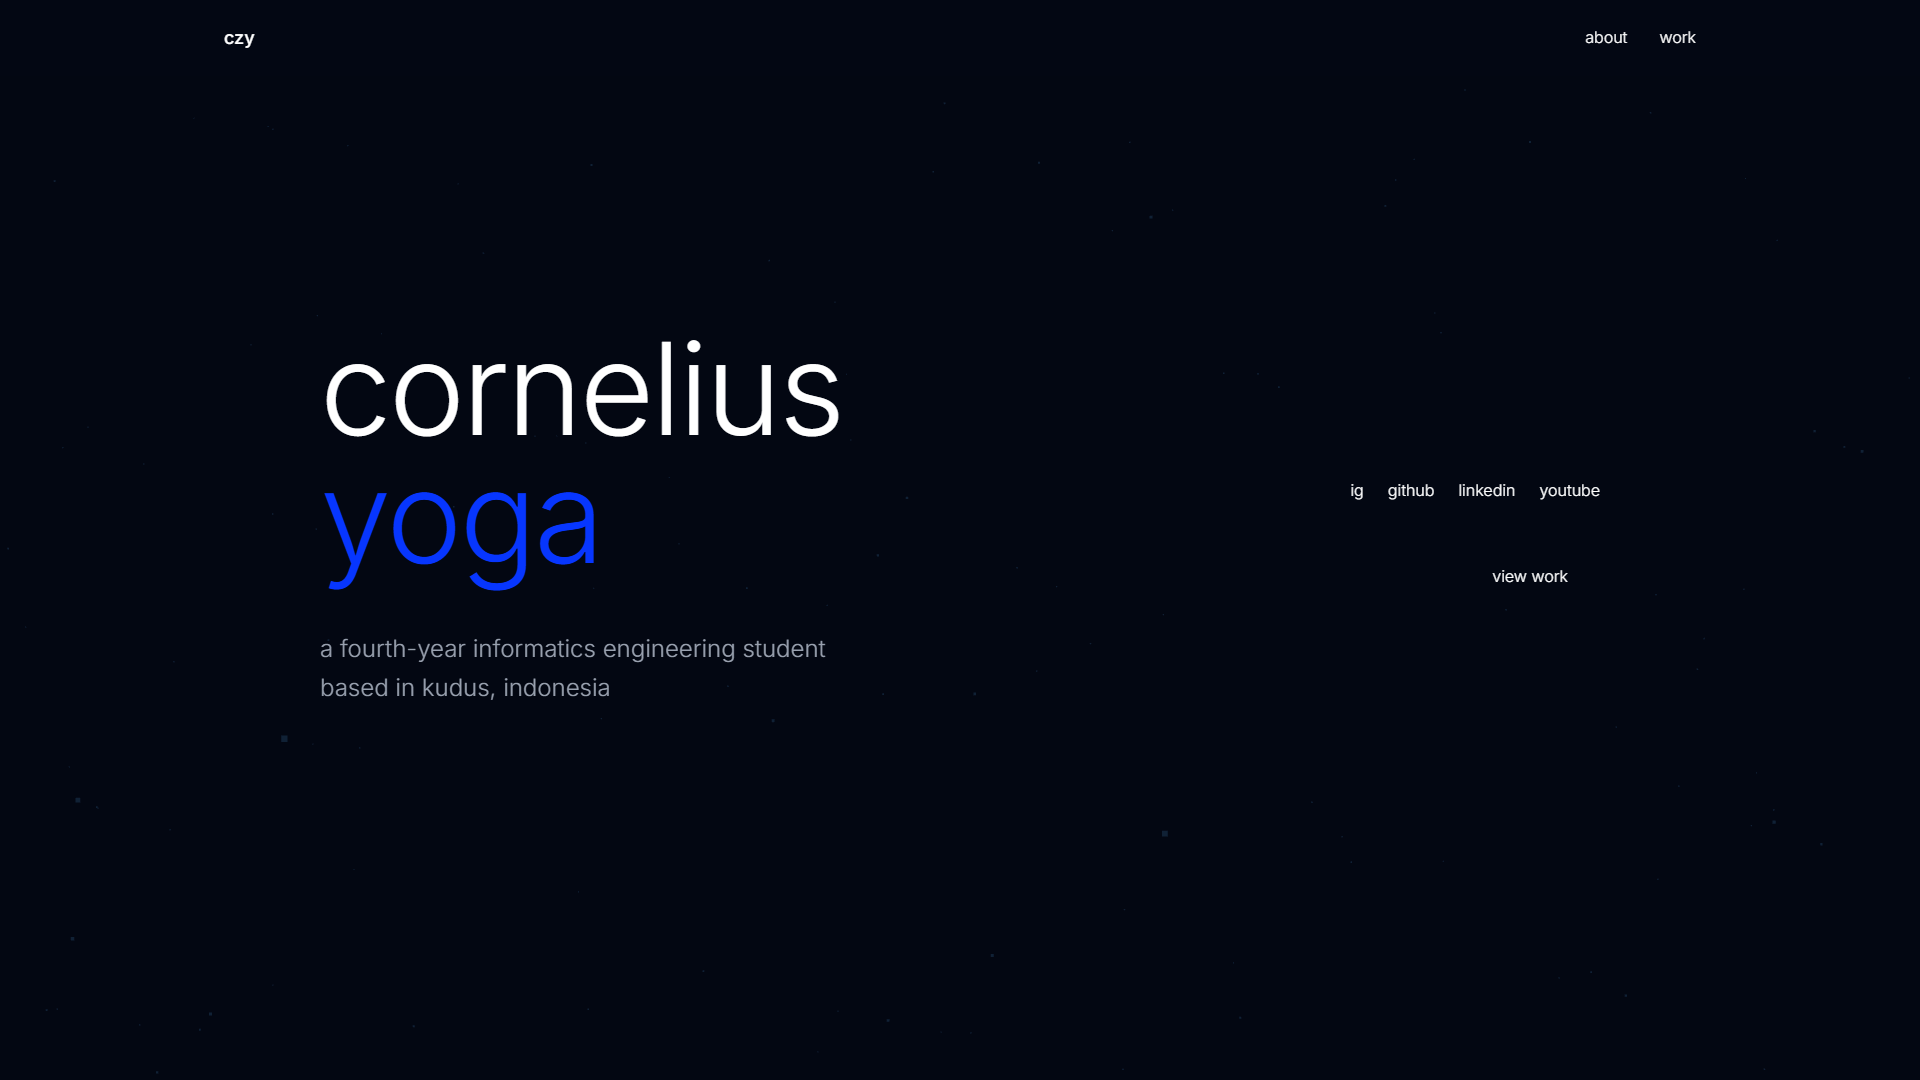 czy
about work
cornelius
yoga
a fourth-year informatics engineering student
based in kudus, indonesia
ig github linkedin youtube
view work